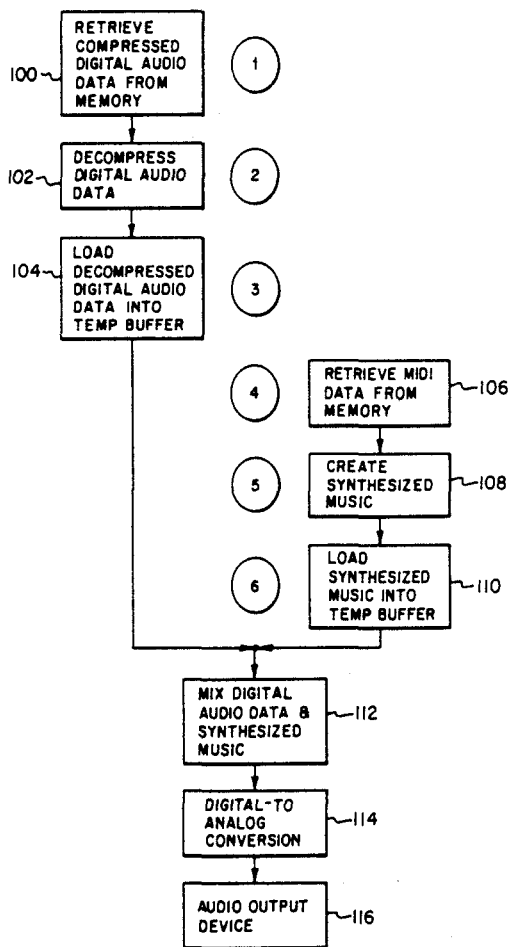 RETRIEVE
COMPRESSED
DIGITAL AUDIO
DATA FROM
MEMORY
100
1
DECOMPRESS
DIGITAL AUDIO
DATA
102
2
LOAD
DECOMPRESSED
DIGITAL AUDIO
DATA INTO
TEMP BUFFER
104
3
4
RETRIEVE MIDI
DATA FROM
MEMORY
106
5
CREATE
SYNTHESIZED
MUSIC
108
6
LOAD
SYNTHESIZED
MUSIC INTO
TEMP BUFFER
110
MIX DIGITAL
AUDIO DATA &
SYNTHESIZED
MUSIC
112
DIGITAL-TO
ANALOG
CONVERSION
114
AUDIO OUTPUT
DEVICE
116